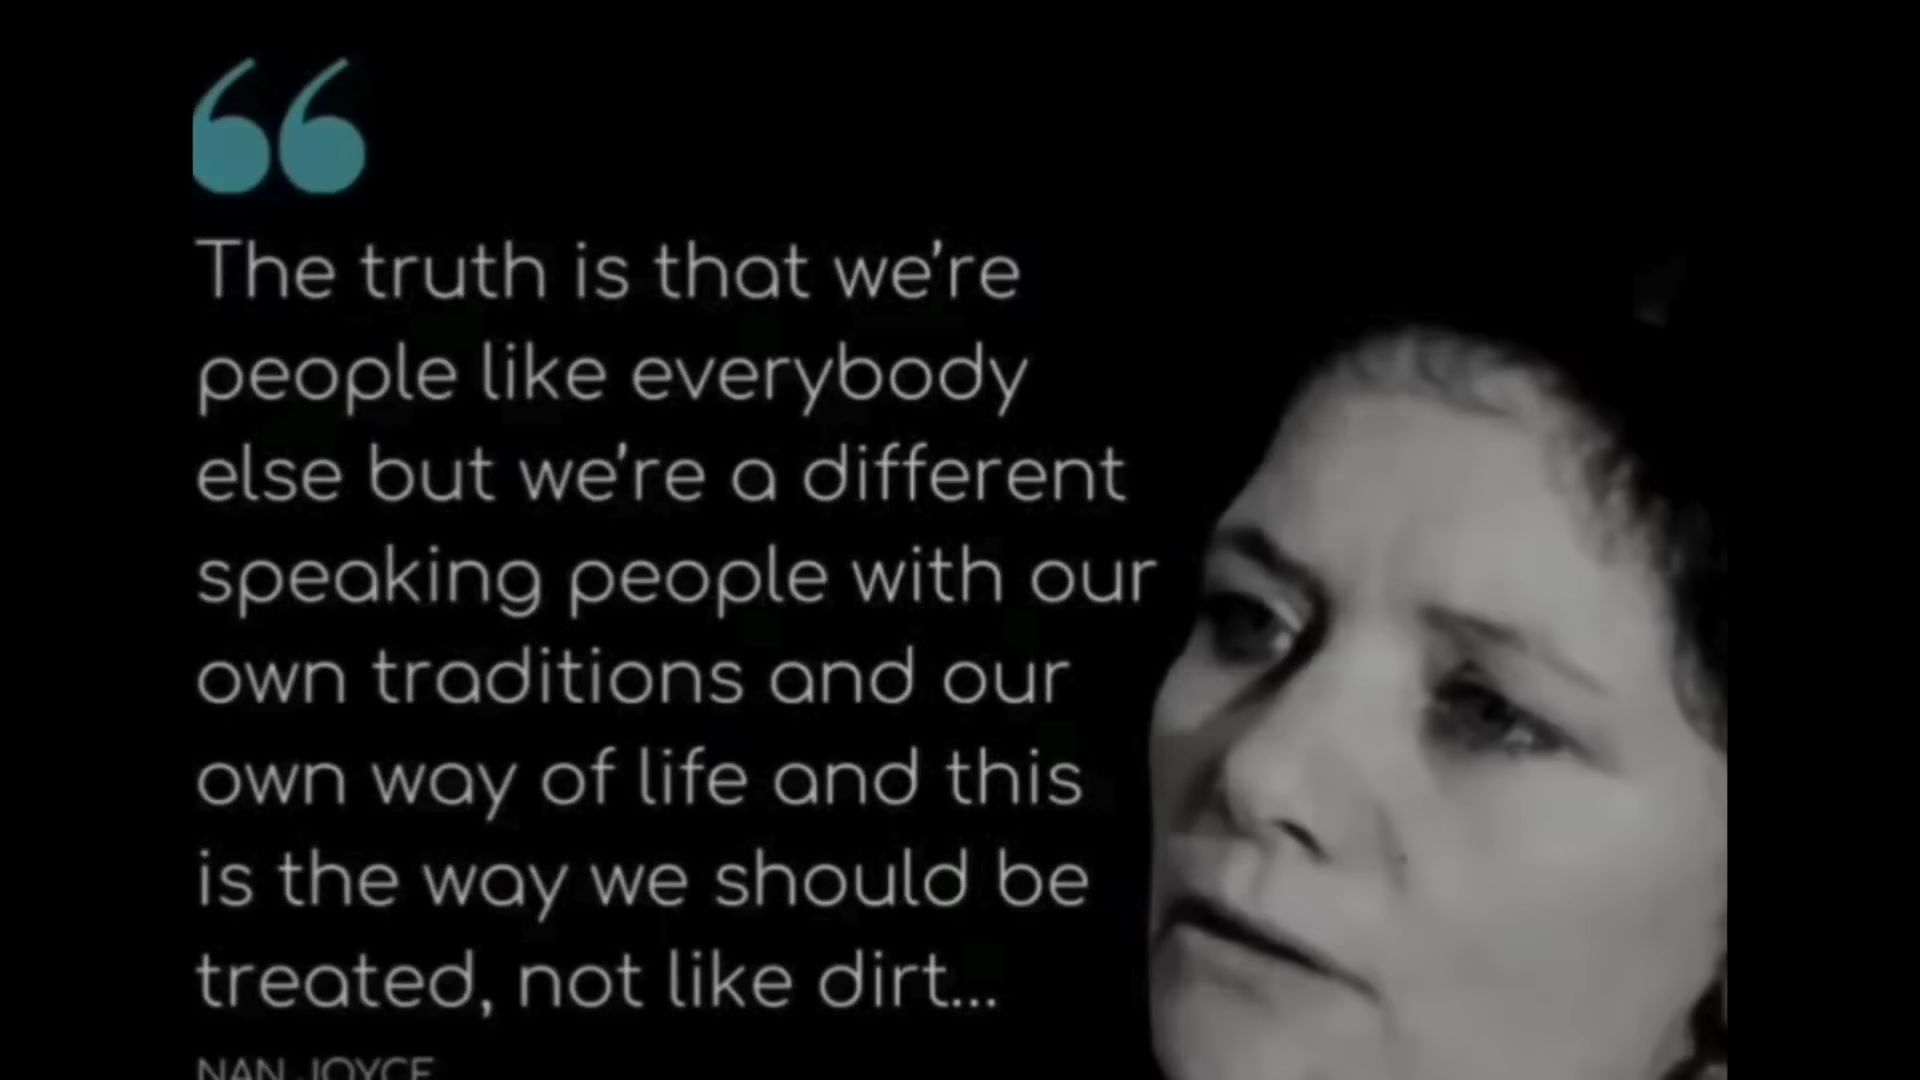 “
The truth is that we’re
people like everybody
else but we’re a different
speaking people with our
own traditions and our
own way of life and this
is the way we should be
treated, not like dirt...
NAN JOYCE